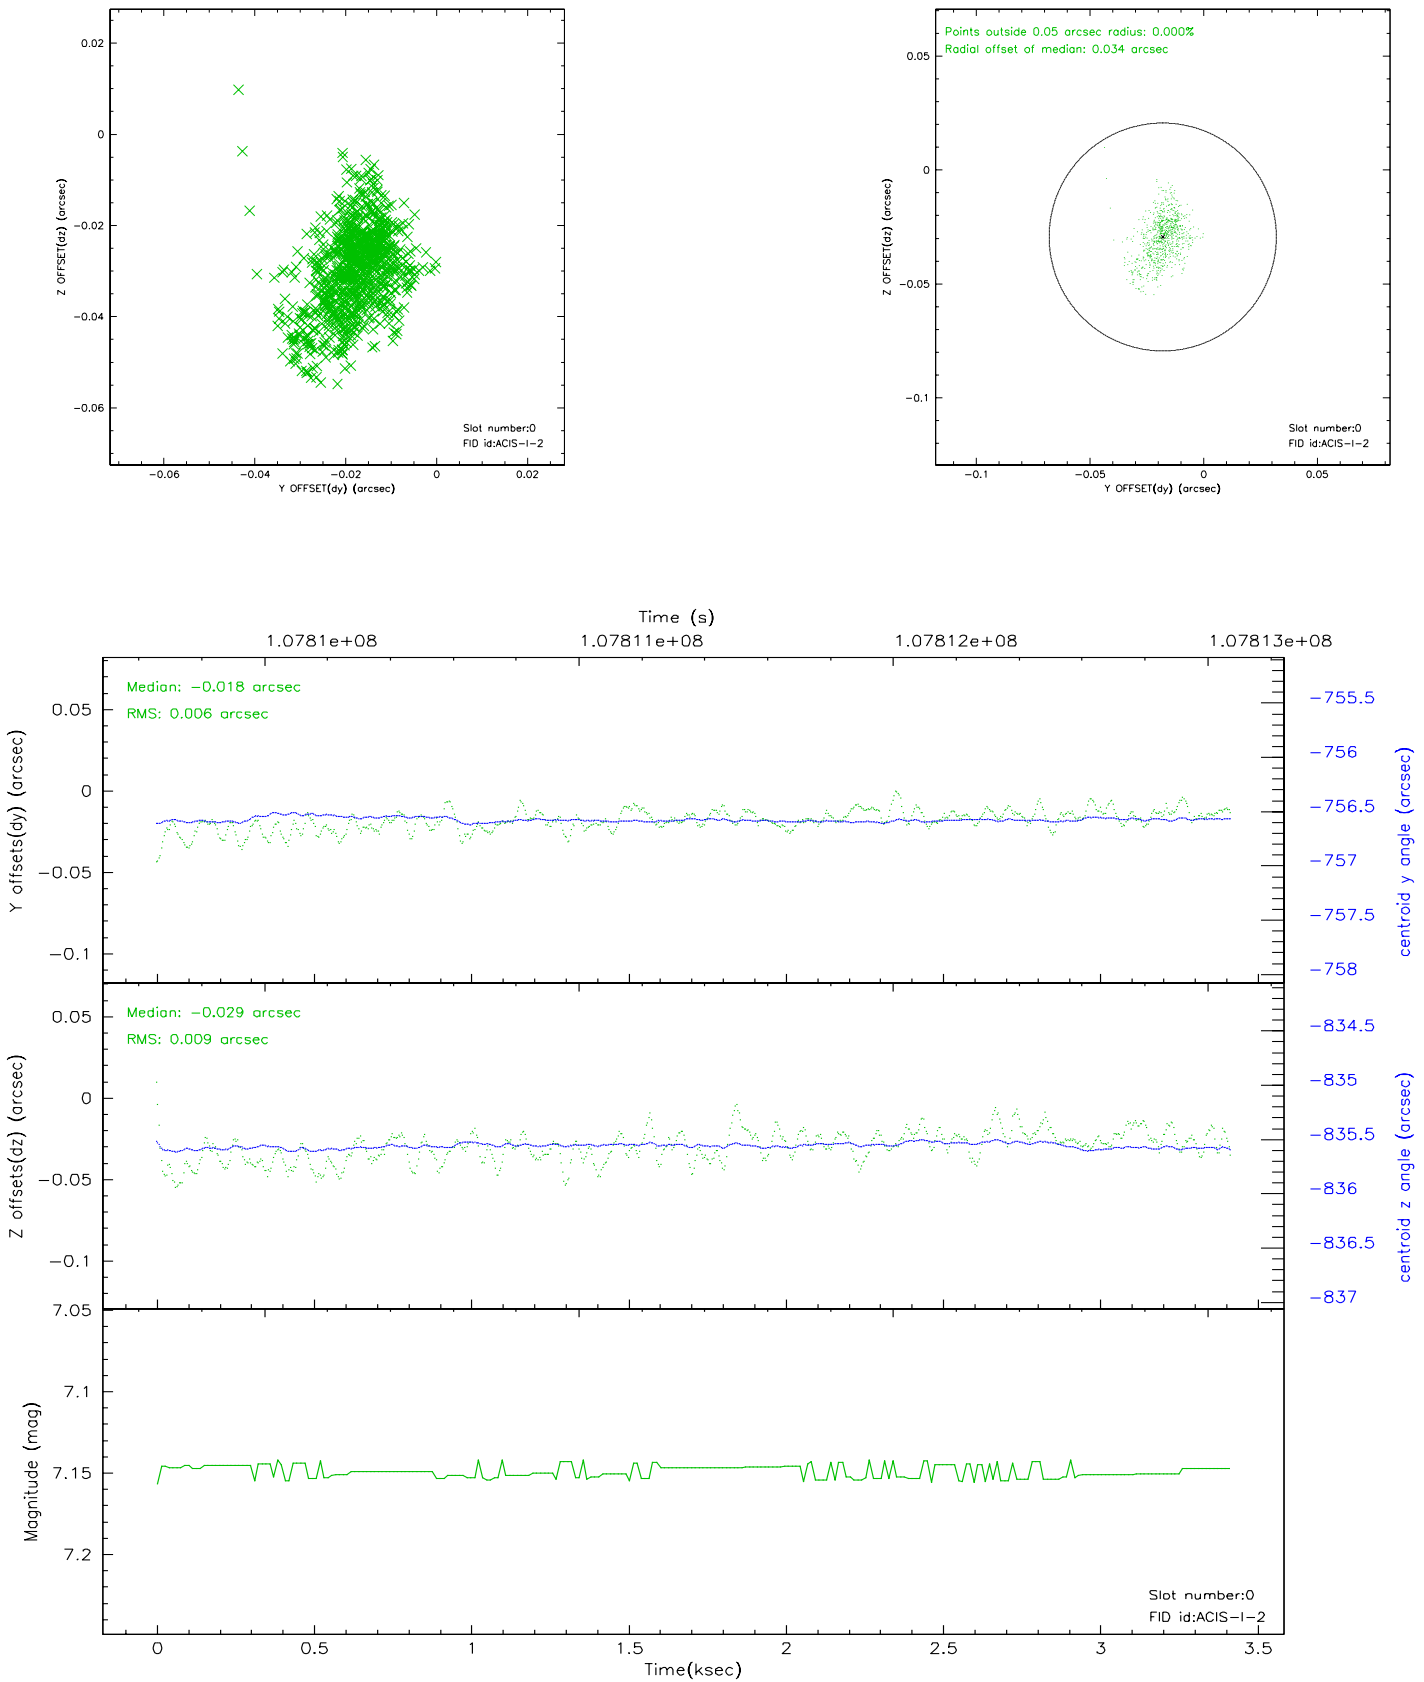 0.02
0
−0.02
−0.04
−0.06
Z OFFSET(dz) (arcsec)
Slot number:0
FID id:ACIS−I−2
−0.06 −0.04 −0.02 0 0.02
Y OFFSET(dy) (arcsec)
Points outside 0.05 arcsec radius: 0.000%
Radial offset of median: 0.034 arcsec
0.05
0
−0.05
−0.1
Z OFFSET(dz) (arcsec)
Slot number:0
FID id:ACIS−I−2
−0.1 −0.05 0 0.05
Y OFFSET(dy) (arcsec)
Time (s)
1.0781e+08 1.07811e+08 1.07812e+08 1.07813e+08
Median: −0.018 arcsec
RMS: 0.006 arcsec
0.05
0
−0.05
−0.1
Y offsets(dy) (arcsec)
−755.5
−756
−756.5
−757
−757.5
−758
centroid y angle (arcsec)
Median: −0.029 arcsec
RMS: 0.009 arcsec
0.05
0
−0.05
−0.1
Z offsets(dz) (arcsec)
−834.5
−835
−835.5
−836
−836.5
−837
centroid z angle (arcsec)
7.05
7.1
7.15
7.2
Magnitude (mag)
Slot number:0
FID id:ACIS−I−2
0 0.5 1 1.5 2 2.5 3 3.5
Time(ksec)